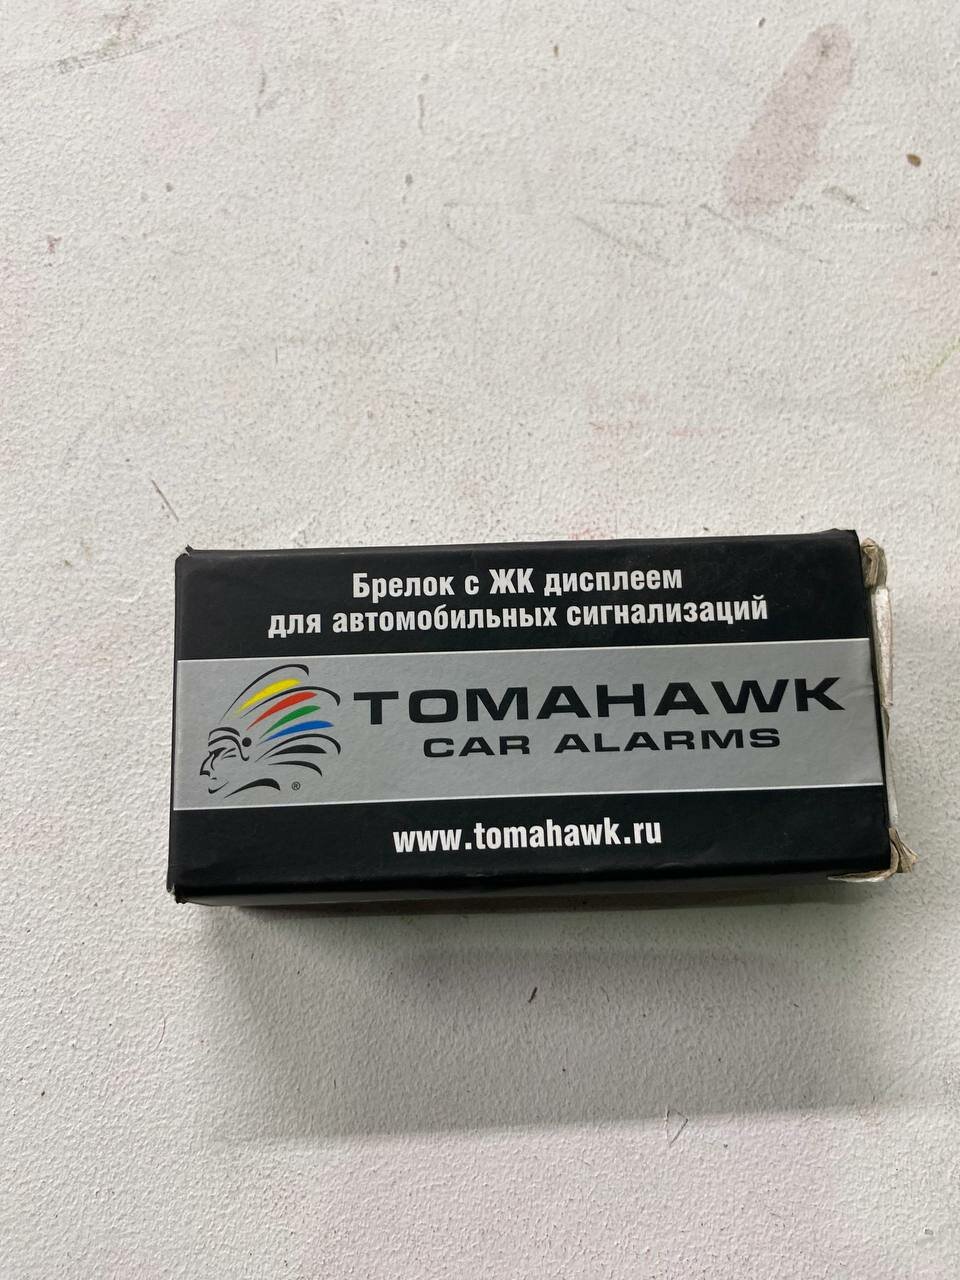 Брелок с ЖК дисплеем
для автомобильных сигнализаций
TOMAHAWK
CAR ALARMS
®
www.tomahawk.ru